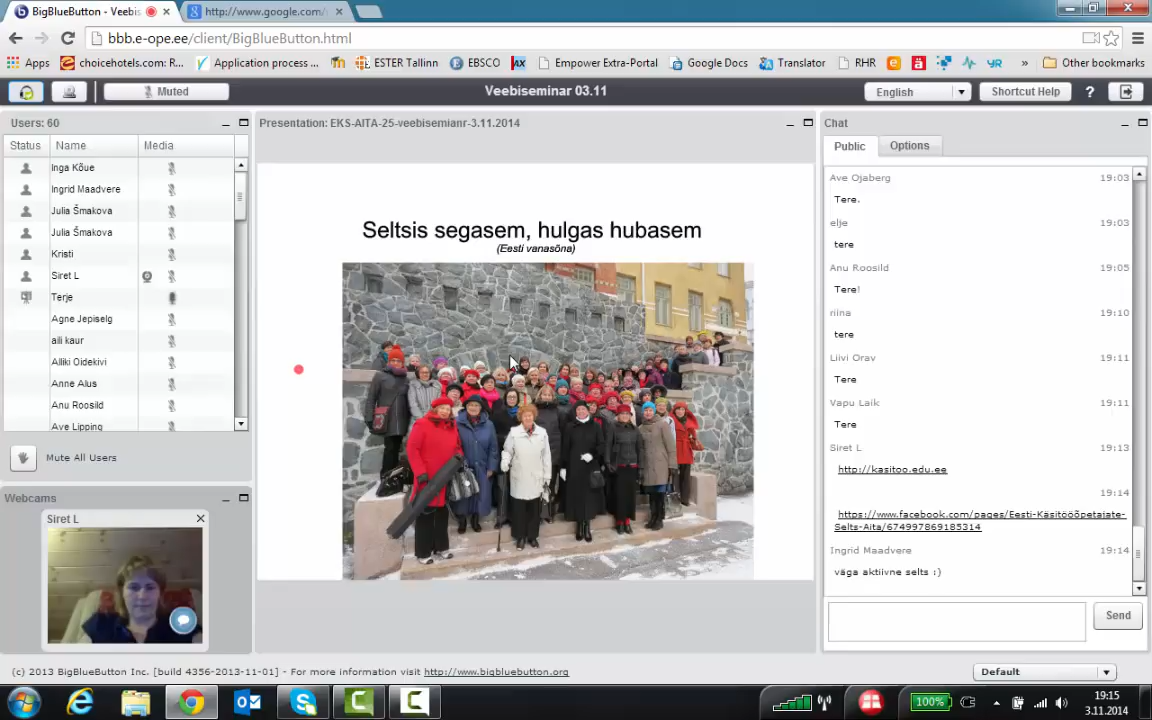 BigBlueButton - Veebis
http://www.google.com/
bbb.e-ope.ee/client/BigBlueButton.html
Apps
choicehotels.com: R...
Application process ...
ESTER Tallinn
EBSCO
Empower Extra-Portal
Google Docs
Translator
RHR
»
Other bookmarks
Muted
Veebiseminar 03.11
English
Shortcut Help
?
Users: 60
Status
Name
Media
Inga Kõue
Ingrid Maadvere
Julia Šmakova
Julia Šmakova
Kristi
Siret L
Terje
Agne Jepiselg
aili kaur
Alliki Oidekivi
Anne Alus
Anu Roosild
Ave Lipping
Mute All Users
Webcams
Siret L
Presentation: EKS-AITA-25-veebisemianr-3.11.2014
Seltsis segasem, hulgas hubasem
(Eesti vanasõna)
Chat
Public
Options
Ave Ojaberg 19:03
Tere.
elje 19:03
tere
Anu Roosild 19:05
Tere!
riina 19:10
tere
Liivi Orav 19:11
Tere
Vapu Laik 19:11
Tere
Siret L 19:13
http://kasitoo.edu.ee
19:14
https://www.facebook.com/pages/Eesti-Käsitööõpetajate-
Selts-Aita/674997869185314
Ingrid Maadvere 19:14
väga aktiivne selts :}
Send
(c) 2013 BigBlueButton Inc. [build 4356-2013-11-01] - For more information visit http://www.bigbluebutton.org
Default
100%
19:15
3.11.2014